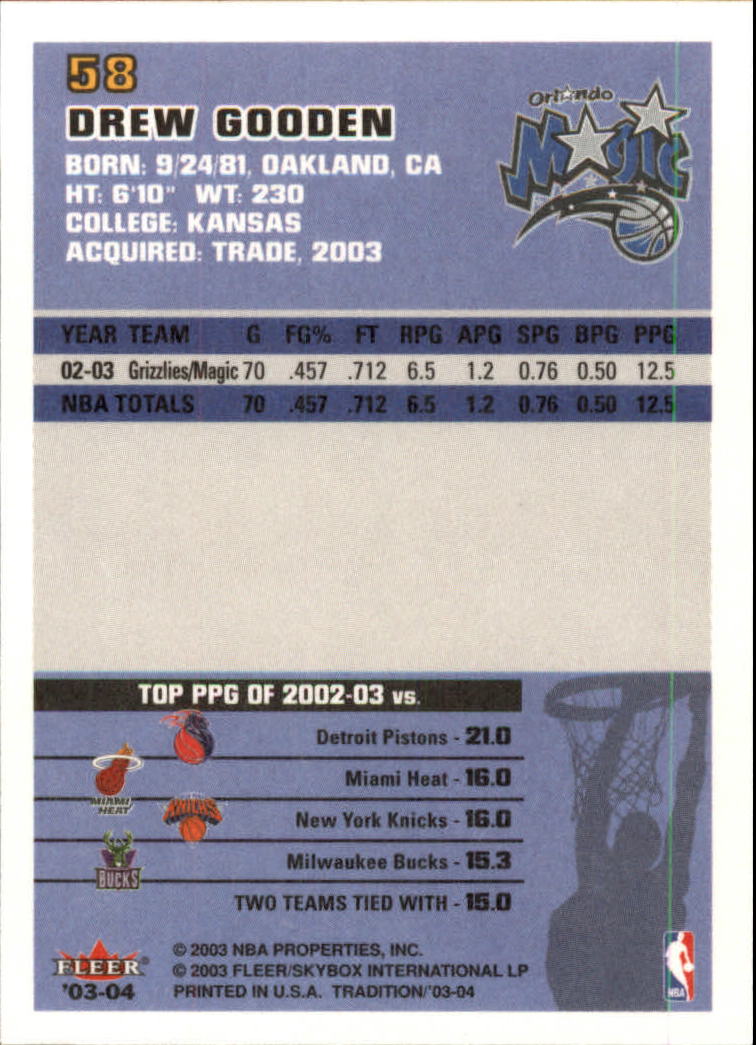 58
DREW GOODEN
BORN: 9/24/81, OAKLAND, CA
HT: 6'10" WT: 230
COLLEGE: KANSAS
ACQUIRED: TRADE, 2003
Orlando
Magic
YEAR TEAM G FG% FT RPG APG SPG BPG PPG
02-03 Grizzlies/Magic 70 .457 .712 6.5 1.2 0.76 0.50 12.5
NBA TOTALS 70 .457 .712 6.5 1.2 0.76 0.50 12.5
TOP PPG OF 2002-03 vs.
Detroit Pistons - 21.0
MIAMI
HEAT
Miami Heat - 16.0
KNICKS
New York Knicks - 16.0
BUCKS
Milwaukee Bucks - 15.3
TWO TEAMS TIED WITH - 15.0
FLEER®
'03-04
© 2003 NBA PROPERTIES, INC.
© 2003 FLEER/SKYBOX INTERNATIONAL LP
PRINTED IN U.S.A. TRADITION/'03-04
NBA